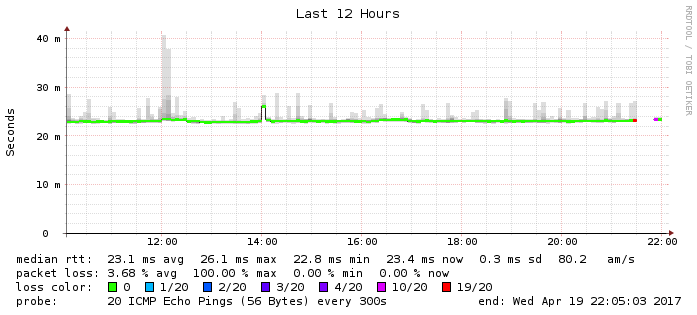 Last 12 Hours
RRDTOOL / TOBI OETIKER
40 m
30 m
20 m
10 m
0
Seconds
12:00 14:00 16:00 18:00 20:00 22:00
median rtt: 23.1 ms avg 26.1 ms max 22.8 ms min 23.4 ms now 0.3 ms sd 80.2 am/s
packet loss: 3.68 % avg 100.00 % max 0.00 % min 0.00 % now
loss color: 0 1/20 2/20 3/20 4/20 10/20 19/20
probe: 20 ICMP Echo Pings (56 Bytes) every 300s end: Wed Apr 19 22:05:03 2017